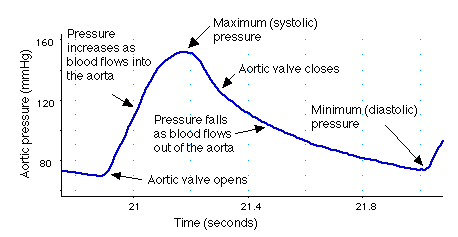 Maximum (systolic)
pressure
Pressure
increases as
blood flows into
the aorta
Aortic valve closes
Pressure falls
as blood flows
out of the aorta
Minimum (diastolic)
pressure
Aortic valve opens
Aortic pressure (mmHg)
160
120
80
21
21.4
21.8
Time (seconds)